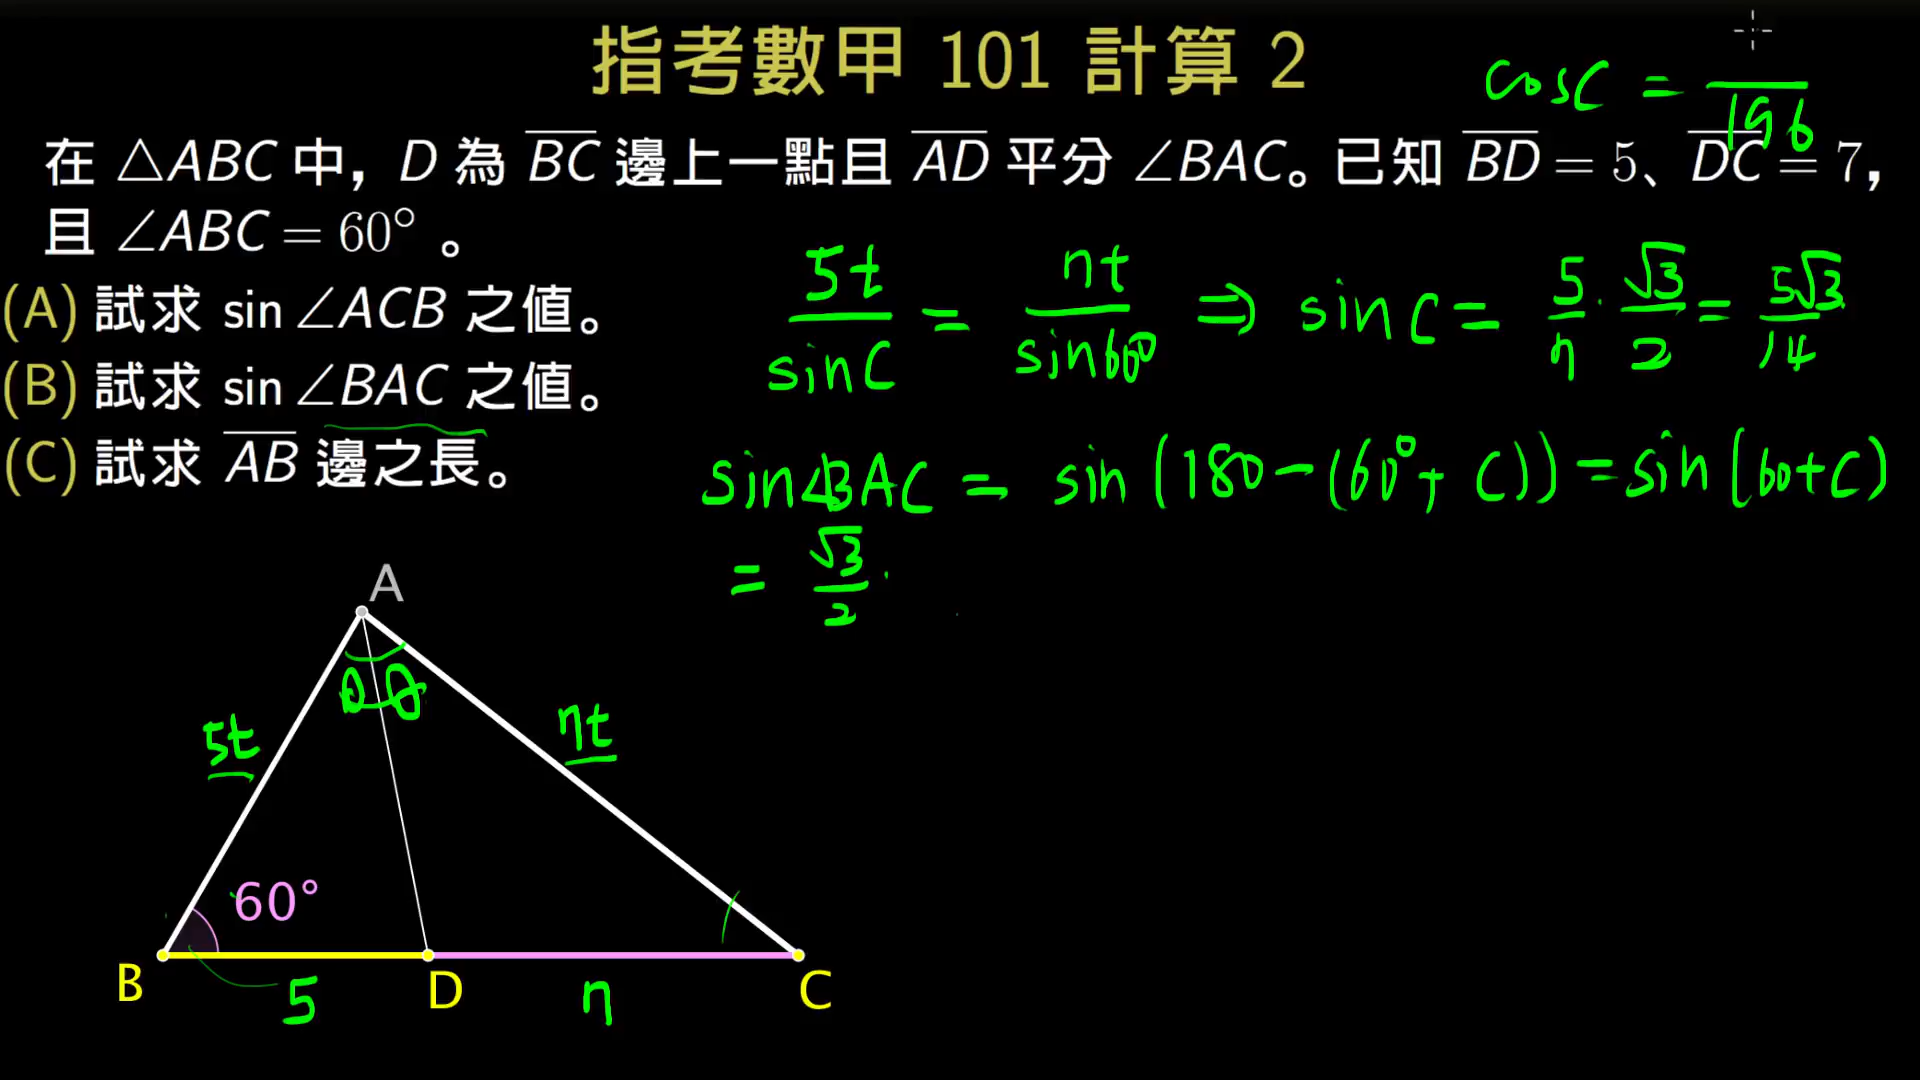 指考數甲 101 計算 2
cosC = ―/196
在 △ABC 中，D 為 BC 邊上一點且 AD 平分 ∠BAC。已知 BD = 5、DC = 7，
且 ∠ABC = 60° 。
(A) 試求 sin ∠ACB 之值。
(B) 試求 sin ∠BAC 之值。
(C) 試求 AB 邊之長。
5t/sinC = 7t/sin60° ⇒ sinC = 5/7 · √3/2 = 5√3/14
sin∠BAC = sin(180-(60°+C)) = sin(60+C)
= √3/2 ·
A
θ θ
5t
7t
60°
B
5
D
7
C